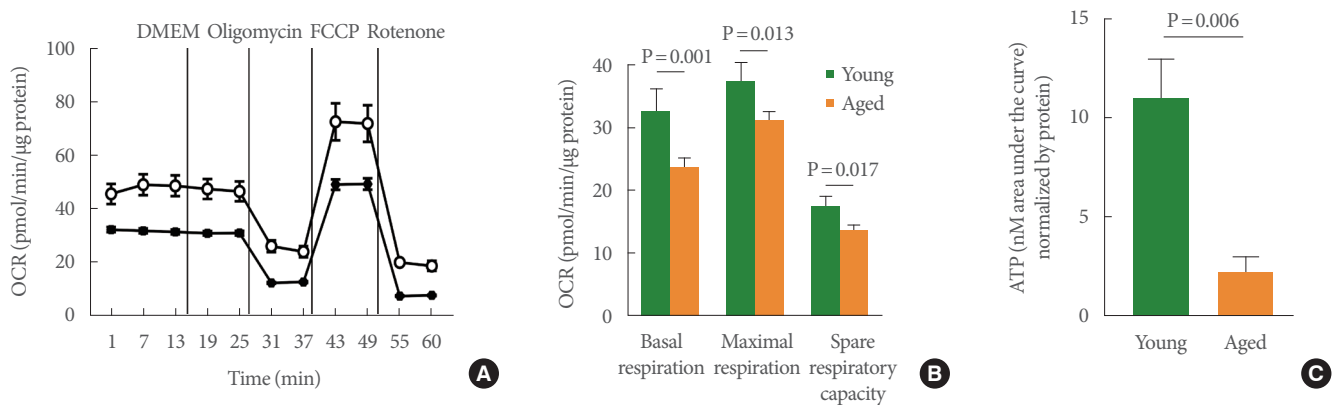 DMEM Oligomycin FCCP Rotenone
100
80
60
40
20
0
OCR (pmol/min/μg protein)
1 7 13 19 25 31 37 43 49 55 60
Time (min)
A
P=0.001
P=0.013
P=0.017
Young
Aged
40
30
20
10
0
OCR (pmol/min/μg protein)
Basal
respiration
Maximal
respiration
Spare
respiratory
capacity
B
P=0.006
15
10
5
0
ATP (nM area under the curve)
normalized by protein
Young Aged
C